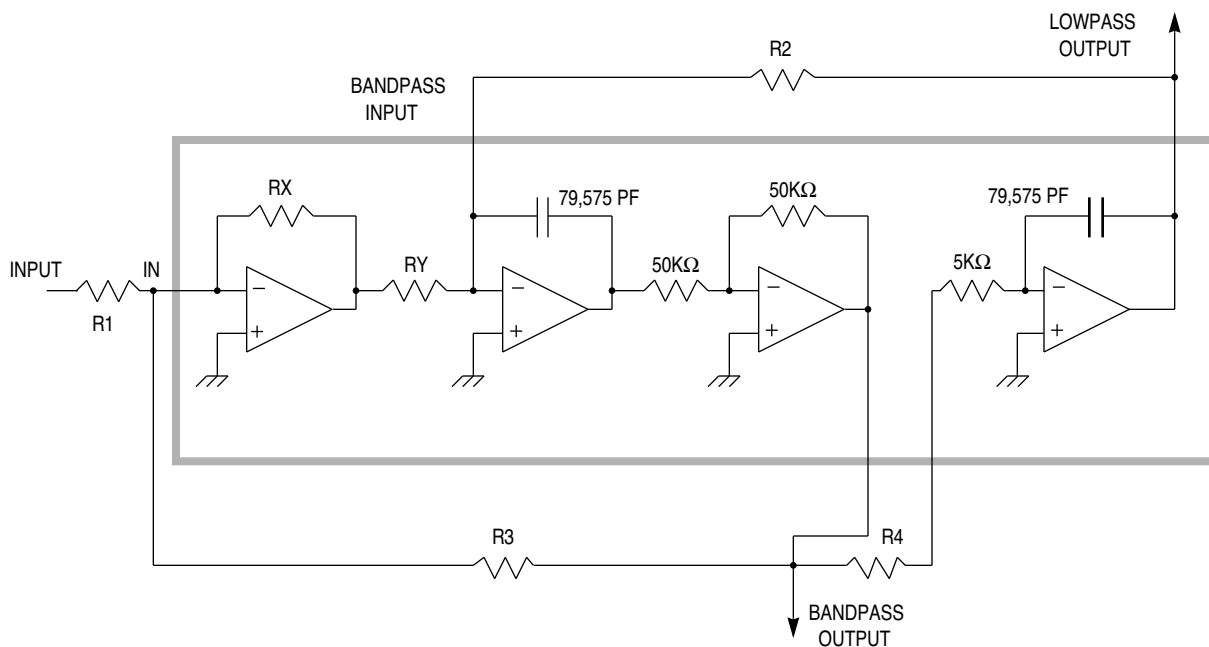 LOWPASS
OUTPUT
R2
BANDPASS
INPUT
RX
79,575 PF
50KΩ
79,575 PF
INPUT
IN
RY
50KΩ
5KΩ
R1
−
+
−
+
−
+
−
+
R3
R4
BANDPASS
OUTPUT